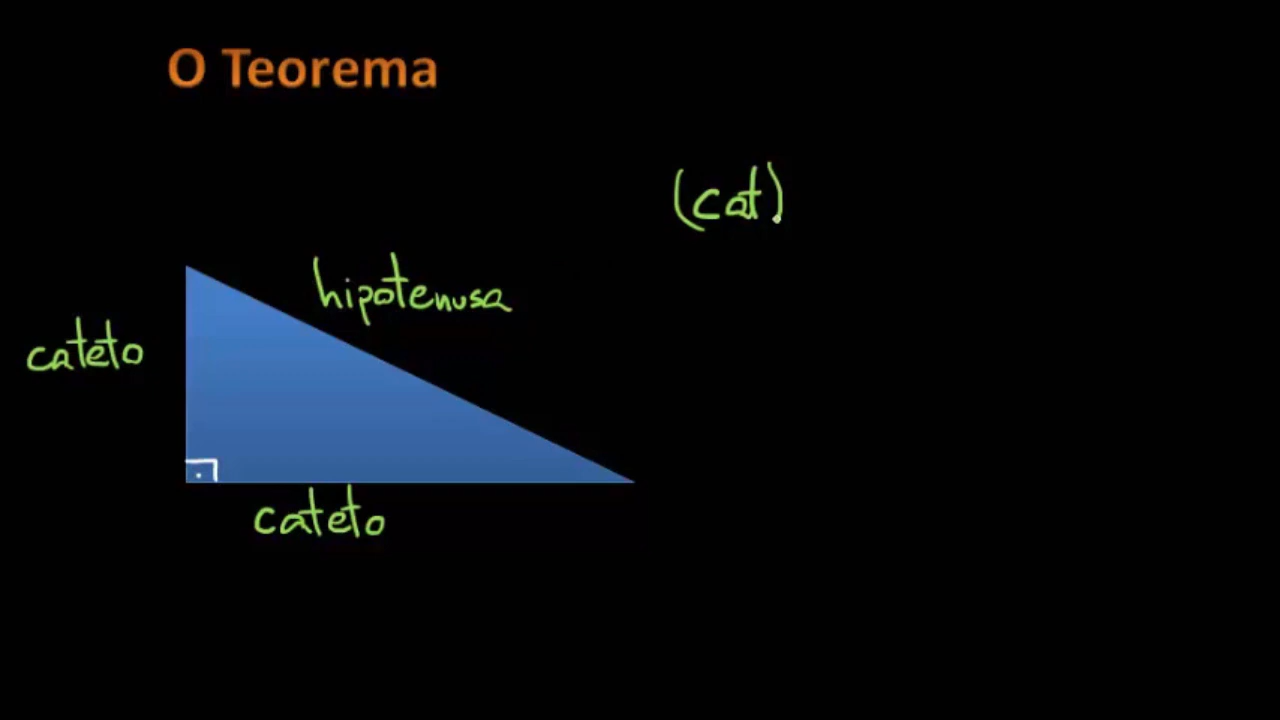 O Teorema
(cat)
hipotenusa
cateto
cateto